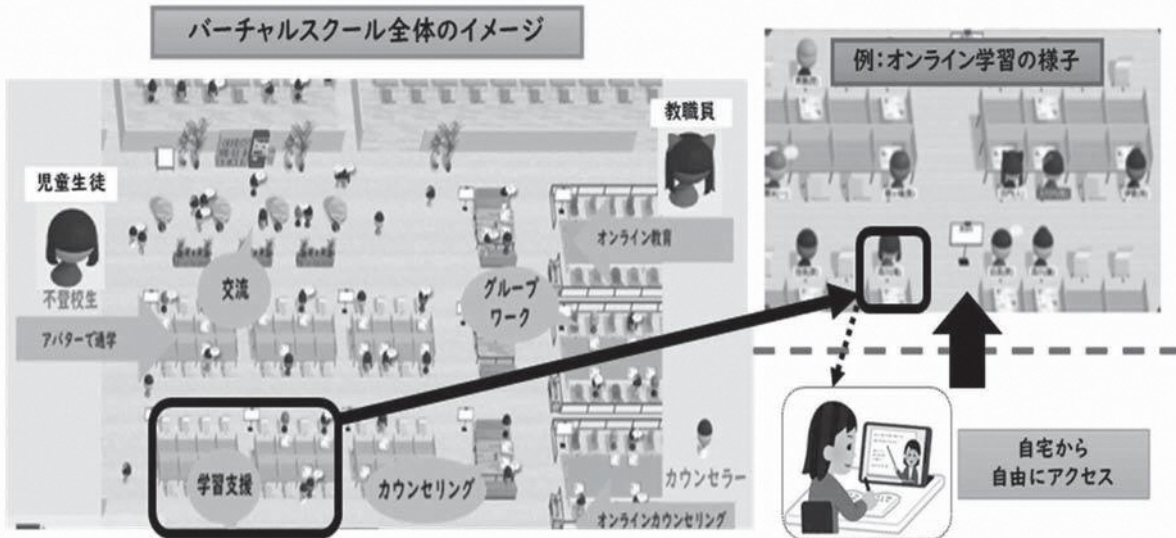 バーチャルスクール全体のイメージ
例:オンライン学習の様子
教職員
児童生徒
オンライン教育
不登校生
交流
グループ
ワーク
アバターで通学
学習支援
カウンセリング
カウンセラー
オンラインカウンセリング
自宅から
自由にアクセス